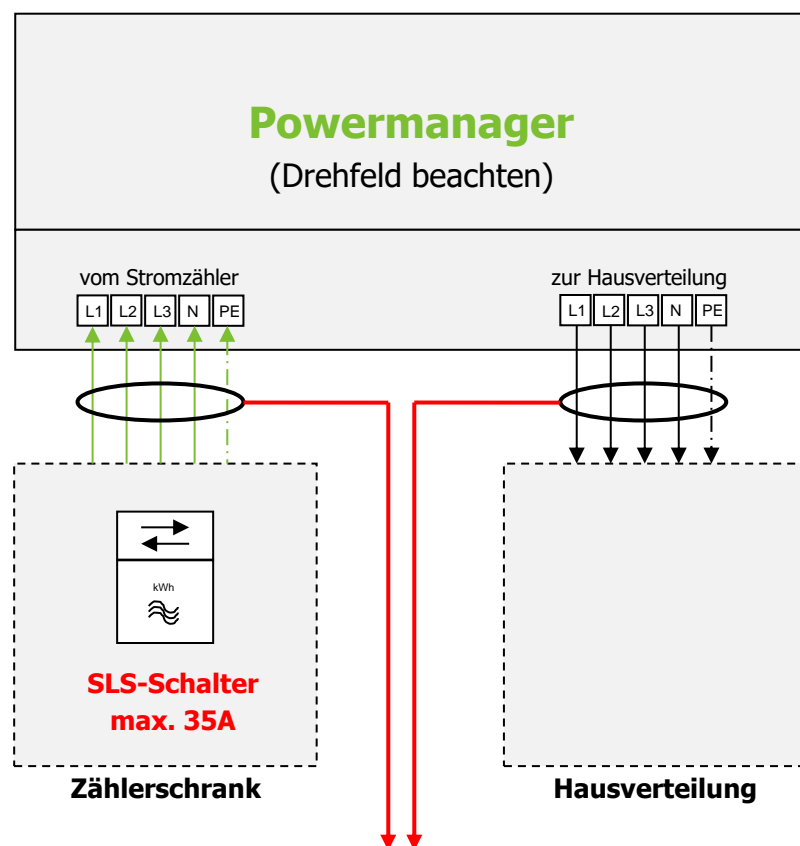 Powermanager
(Drehfeld beachten)
vom Stromzähler
L1 L2 L3 N PE
zur Hausverteilung
L1 L2 L3 N PE
kWh
SLS-Schalter
max. 35A
Zählerschrank
Hausverteilung